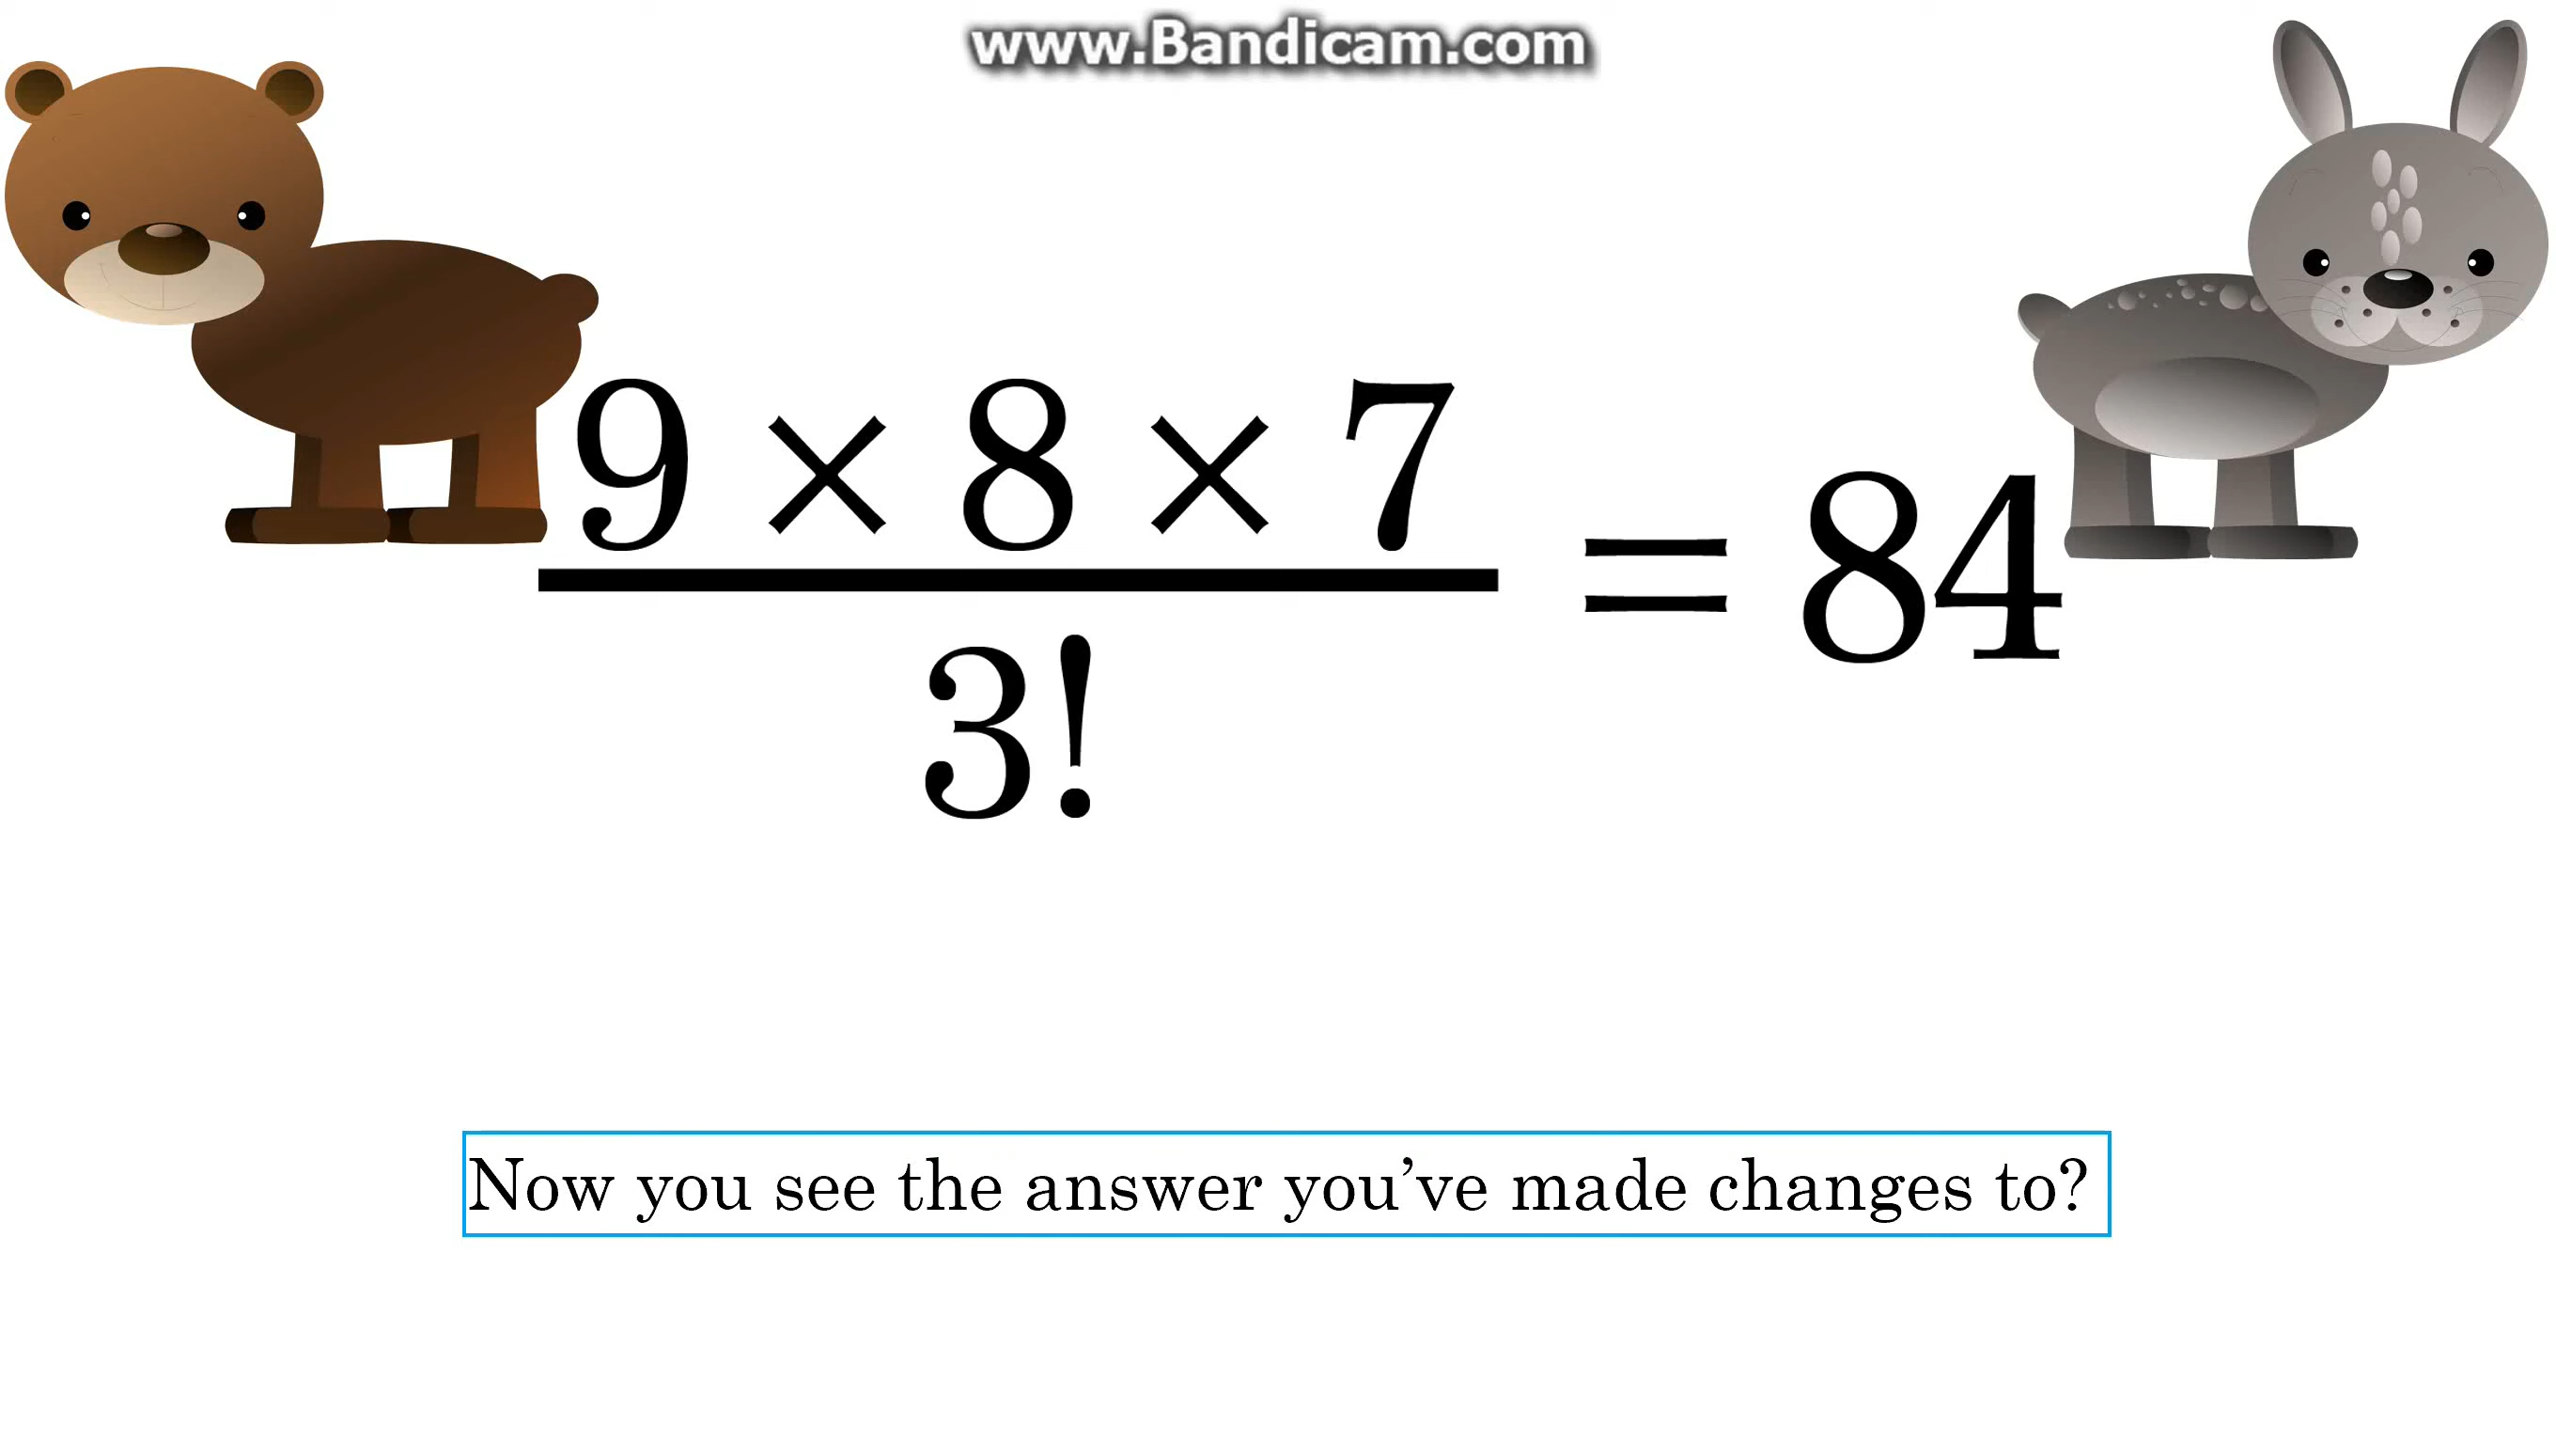 www.Bandicam.com
9 × 8 × 7
3!
= 84
Now you see the answer you’ve made changes to?